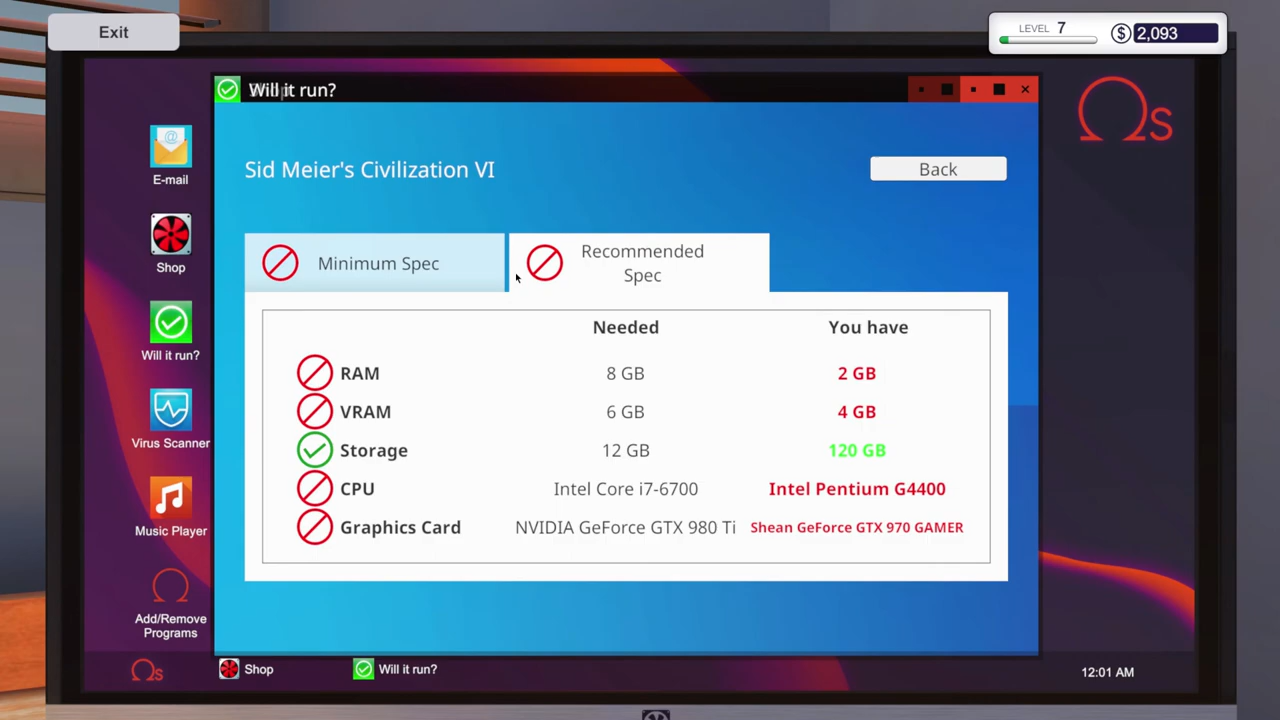 Exit
LEVEL 7
$ 2,093
Will it run?
Ωs
E-mail
Shop
Will it run?
Virus Scanner
Music Player
Add/Remove
Programs
Sid Meier's Civilization VI
Back
Minimum Spec
Recommended
Spec
Needed You have
RAM 8 GB 2 GB
VRAM 6 GB 4 GB
Storage 12 GB 120 GB
CPU Intel Core i7-6700 Intel Pentium G4400
Graphics Card NVIDIA GeForce GTX 980 Ti Shean GeForce GTX 970 GAMER
Ωs
Shop
Will it run?
12:01 AM